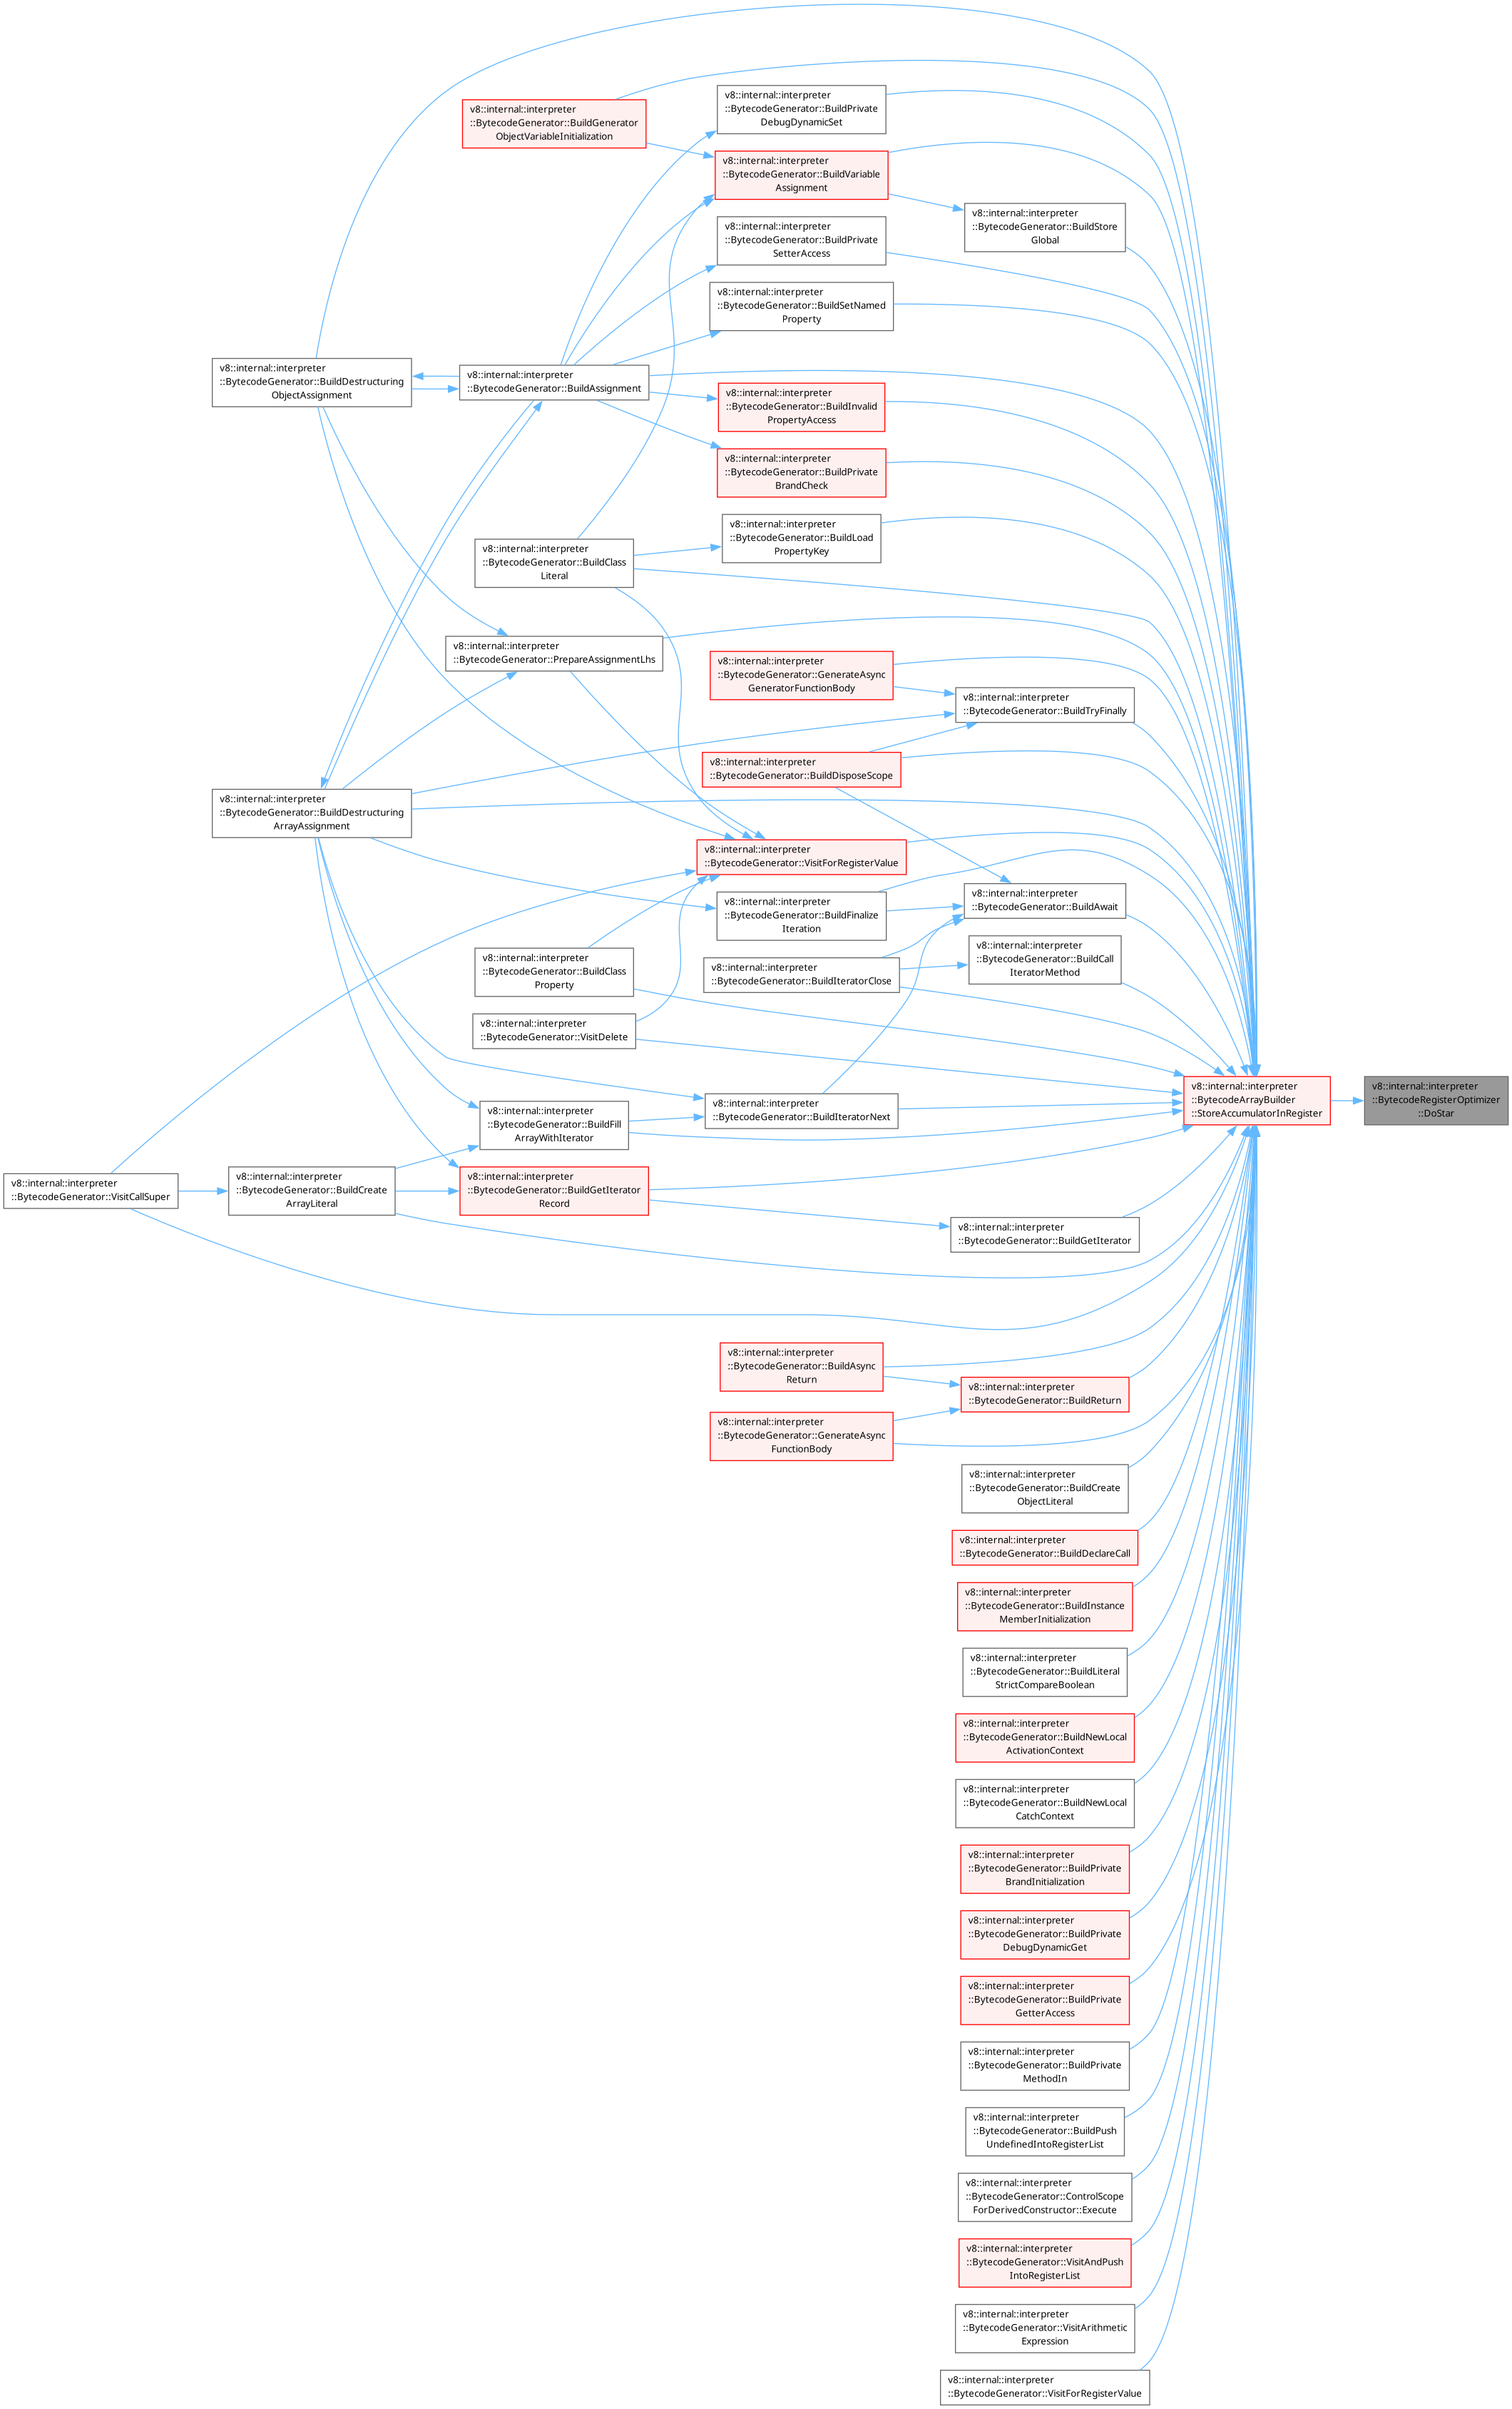 v8::internal::interpreter
::BytecodeGenerator::BuildPrivate
DebugDynamicSet
v8::internal::interpreter
::BytecodeGenerator::BuildGenerator
ObjectVariableInitialization
v8::internal::interpreter
::BytecodeGenerator::BuildVariable
Assignment
v8::internal::interpreter
::BytecodeGenerator::BuildStore
Global
v8::internal::interpreter
::BytecodeGenerator::BuildPrivate
SetterAccess
v8::internal::interpreter
::BytecodeGenerator::BuildSetNamed
Property
v8::internal::interpreter
::BytecodeGenerator::BuildDestructuring
ObjectAssignment
v8::internal::interpreter
::BytecodeGenerator::BuildAssignment
v8::internal::interpreter
::BytecodeGenerator::BuildInvalid
PropertyAccess
v8::internal::interpreter
::BytecodeGenerator::BuildPrivate
BrandCheck
v8::internal::interpreter
::BytecodeGenerator::BuildLoad
PropertyKey
v8::internal::interpreter
::BytecodeGenerator::BuildClass
Literal
v8::internal::interpreter
::BytecodeGenerator::PrepareAssignmentLhs
v8::internal::interpreter
::BytecodeGenerator::GenerateAsync
GeneratorFunctionBody
v8::internal::interpreter
::BytecodeGenerator::BuildTryFinally
v8::internal::interpreter
::BytecodeGenerator::BuildDisposeScope
v8::internal::interpreter
::BytecodeGenerator::BuildDestructuring
ArrayAssignment
v8::internal::interpreter
::BytecodeGenerator::VisitForRegisterValue
v8::internal::interpreter
::BytecodeGenerator::BuildFinalize
Iteration
v8::internal::interpreter
::BytecodeGenerator::BuildAwait
v8::internal::interpreter
::BytecodeGenerator::BuildClass
Property
v8::internal::interpreter
::BytecodeGenerator::BuildIteratorClose
v8::internal::interpreter
::BytecodeGenerator::BuildCall
IteratorMethod
v8::internal::interpreter
::BytecodeGenerator::VisitDelete
v8::internal::interpreter
::BytecodeArrayBuilder
::StoreAccumulatorInRegister
v8::internal::interpreter
::BytecodeRegisterOptimizer
::DoStar
v8::internal::interpreter
::BytecodeGenerator::BuildIteratorNext
v8::internal::interpreter
::BytecodeGenerator::BuildFill
ArrayWithIterator
v8::internal::interpreter
::BytecodeGenerator::VisitCallSuper
v8::internal::interpreter
::BytecodeGenerator::BuildCreate
ArrayLiteral
v8::internal::interpreter
::BytecodeGenerator::BuildGetIterator
Record
v8::internal::interpreter
::BytecodeGenerator::BuildGetIterator
v8::internal::interpreter
::BytecodeGenerator::BuildAsync
Return
v8::internal::interpreter
::BytecodeGenerator::BuildReturn
v8::internal::interpreter
::BytecodeGenerator::GenerateAsync
FunctionBody
v8::internal::interpreter
::BytecodeGenerator::BuildCreate
ObjectLiteral
v8::internal::interpreter
::BytecodeGenerator::BuildDeclareCall
v8::internal::interpreter
::BytecodeGenerator::BuildInstance
MemberInitialization
v8::internal::interpreter
::BytecodeGenerator::BuildLiteral
StrictCompareBoolean
v8::internal::interpreter
::BytecodeGenerator::BuildNewLocal
ActivationContext
v8::internal::interpreter
::BytecodeGenerator::BuildNewLocal
CatchContext
v8::internal::interpreter
::BytecodeGenerator::BuildPrivate
BrandInitialization
v8::internal::interpreter
::BytecodeGenerator::BuildPrivate
DebugDynamicGet
v8::internal::interpreter
::BytecodeGenerator::BuildPrivate
GetterAccess
v8::internal::interpreter
::BytecodeGenerator::BuildPrivate
MethodIn
v8::internal::interpreter
::BytecodeGenerator::BuildPush
UndefinedIntoRegisterList
v8::internal::interpreter
::BytecodeGenerator::ControlScope
ForDerivedConstructor::Execute
v8::internal::interpreter
::BytecodeGenerator::VisitAndPush
IntoRegisterList
v8::internal::interpreter
::BytecodeGenerator::VisitArithmetic
Expression
v8::internal::interpreter
::BytecodeGenerator::VisitForRegisterValue